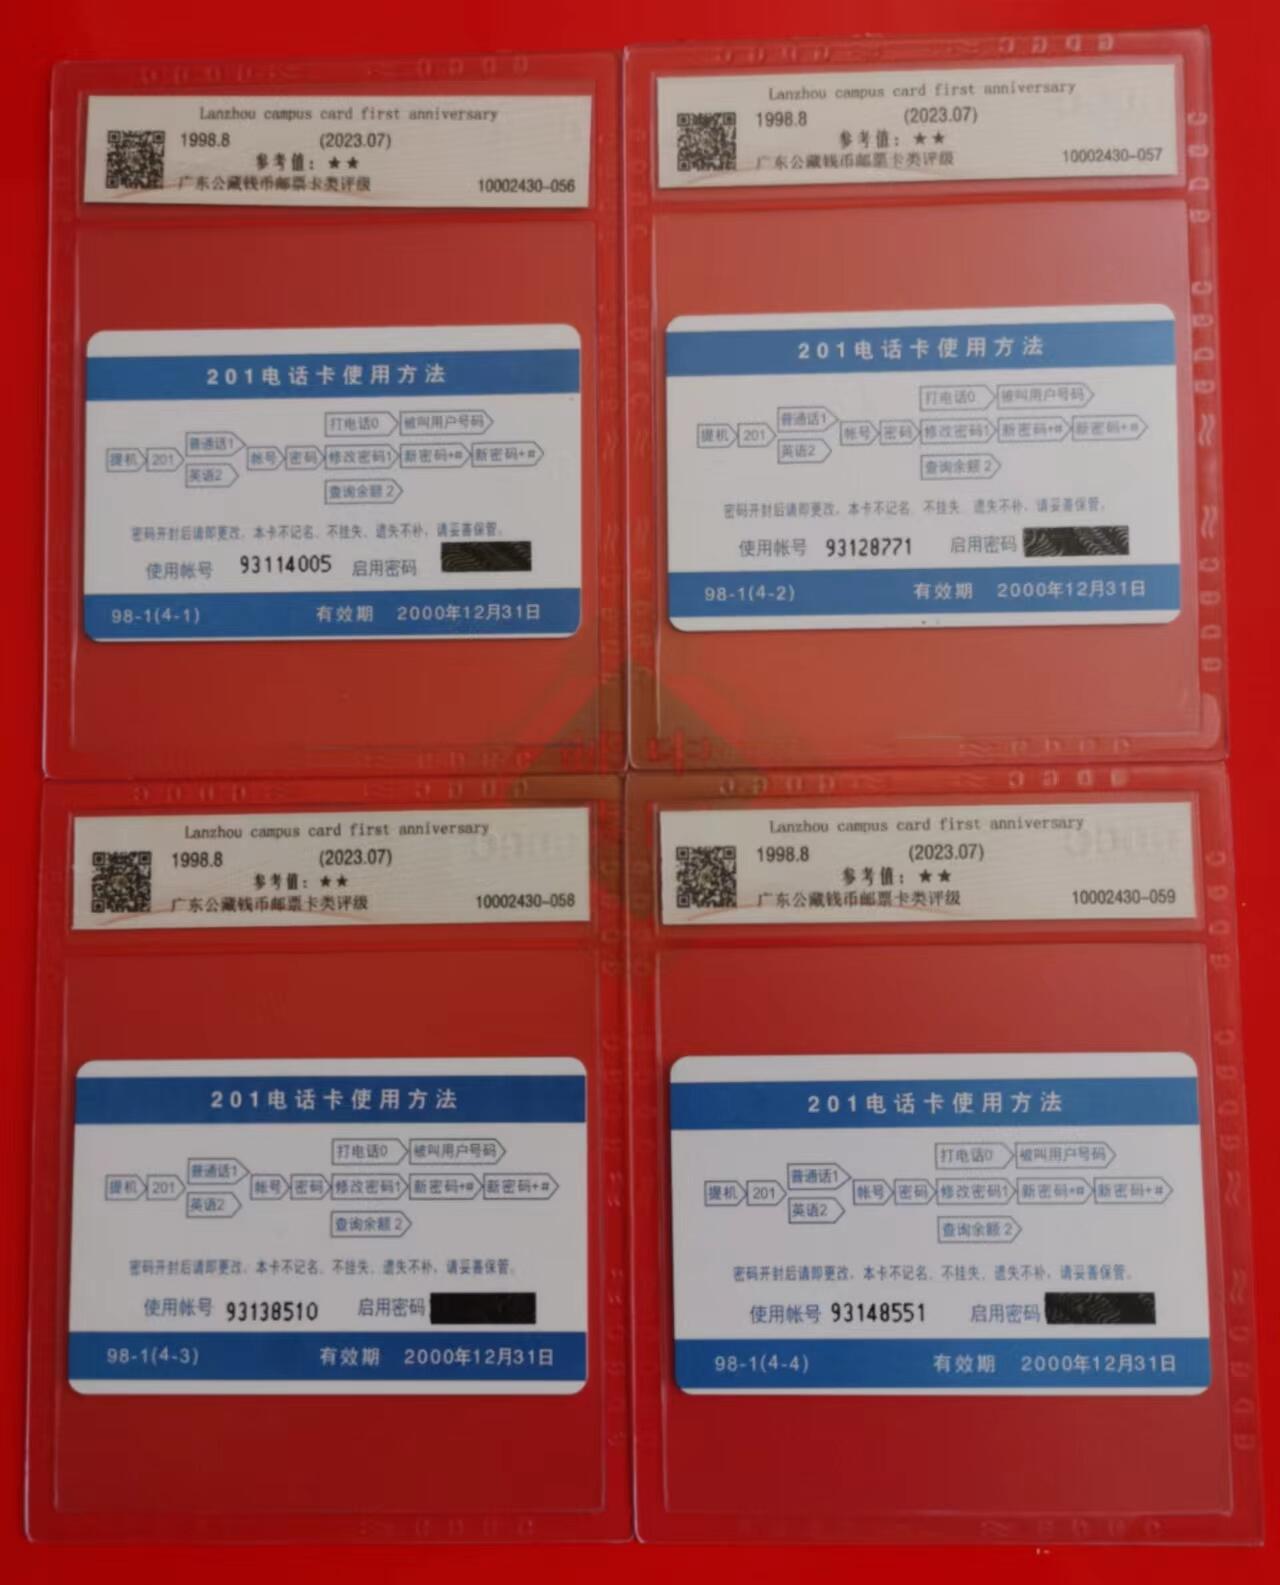 Lanzhou campus card first anniversary
1998.8 (2023.07)
参考值：★★
广东公藏钱币邮票卡类评级 10002430-056
201电话卡使用方法
打电话0 被叫用户号码
普通话1
提机 201 帐号 密码 修改密码1 新密码+# 新密码+#
英语2
查询余额 2
密码开封后请即更改，本卡不记名、不挂失、遗失不补，请妥善保管。
使用帐号 93114005 启用密码
98-1(4-1) 有效期 2000年12月31日
Lanzhou campus card first anniversary
1998.8 (2023.07)
参考值：★★
广东公藏钱币邮票卡类评级 10002430-057
201电话卡使用方法
打电话0 被叫用户号码
普通话1
提机 201 帐号 密码 修改密码1 新密码+# 新密码+#
英语2
查询余额 2
密码开封后请即更改，本卡不记名、不挂失、遗失不补，请妥善保管。
使用帐号 93128771 启用密码
98-1(4-2) 有效期 2000年12月31日
Lanzhou campus card first anniversary
1998.8 (2023.07)
参考值：★★
广东公藏钱币邮票卡类评级 10002430-058
201电话卡使用方法
打电话0 被叫用户号码
普通话1
提机 201 帐号 密码 修改密码1 新密码+# 新密码+#
英语2
查询余额 2
密码开封后请即更改，本卡不记名、不挂失、遗失不补，请妥善保管。
使用帐号 93138510 启用密码
98-1(4-3) 有效期 2000年12月31日
Lanzhou campus card first anniversary
1998.8 (2023.07)
参考值：★★
广东公藏钱币邮票卡类评级 10002430-059
201电话卡使用方法
打电话0 被叫用户号码
普通话1
提机 201 帐号 密码 修改密码1 新密码+# 新密码+#
英语2
查询余额 2
密码开封后请即更改，本卡不记名、不挂失、遗失不补，请妥善保管。
使用帐号 93148551 启用密码
98-1(4-4) 有效期 2000年12月31日